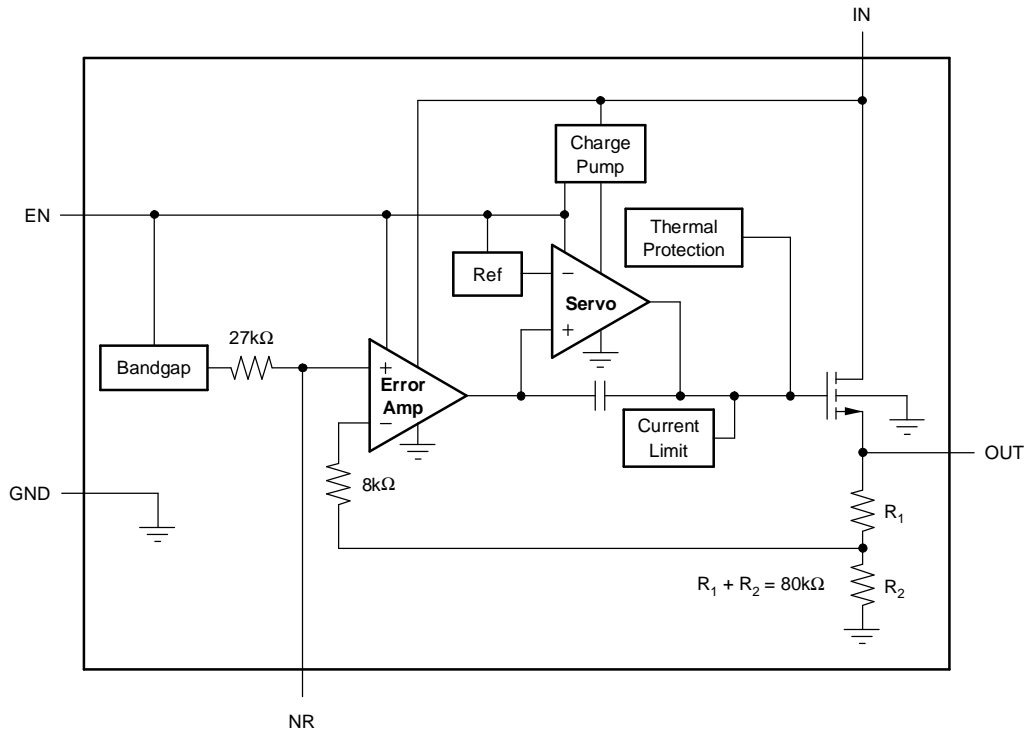 IN
Charge
Pump
EN
Thermal
Protection
Ref
−
Servo
+
27kΩ
Bandgap
+
Error
Amp
−
Current
Limit
OUT
8kΩ
GND
R1
R1 + R2 = 80kΩ
R2
NR